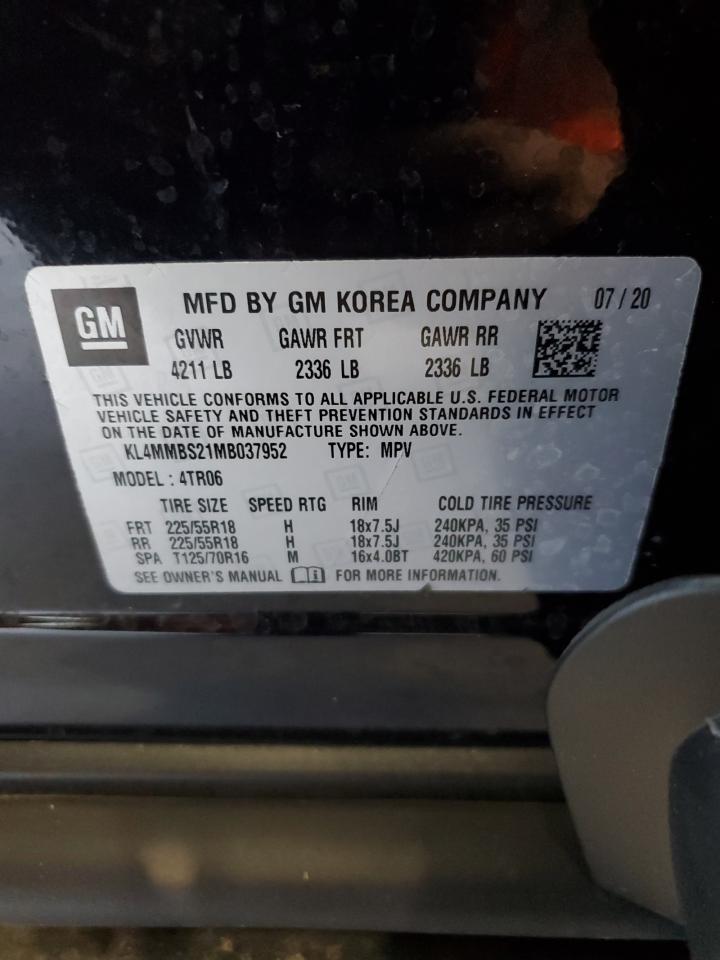 GM MFD BY GM KOREA COMPANY 07 / 20
GVWR GAWR FRT GAWR RR
4211 LB 2336 LB 2336 LB
THIS VEHICLE CONFORMS TO ALL APPLICABLE U.S. FEDERAL MOTOR
VEHICLE SAFETY AND THEFT PREVENTION STANDARDS IN EFFECT
ON THE DATE OF MANUFACTURE SHOWN ABOVE.
KL4MMBS21MB037952 TYPE: MPV
MODEL : 4TR06
TIRE SIZE SPEED RTG RIM COLD TIRE PRESSURE
FRT 225/55R18 H 18x7.5J 240KPA, 35 PSI
RR 225/55R18 H 18x7.5J 240KPA, 35 PSI
SPA T125/70R16 M 16x4.0BT 420KPA, 60 PSI
SEE OWNER'S MANUAL FOR MORE INFORMATION.